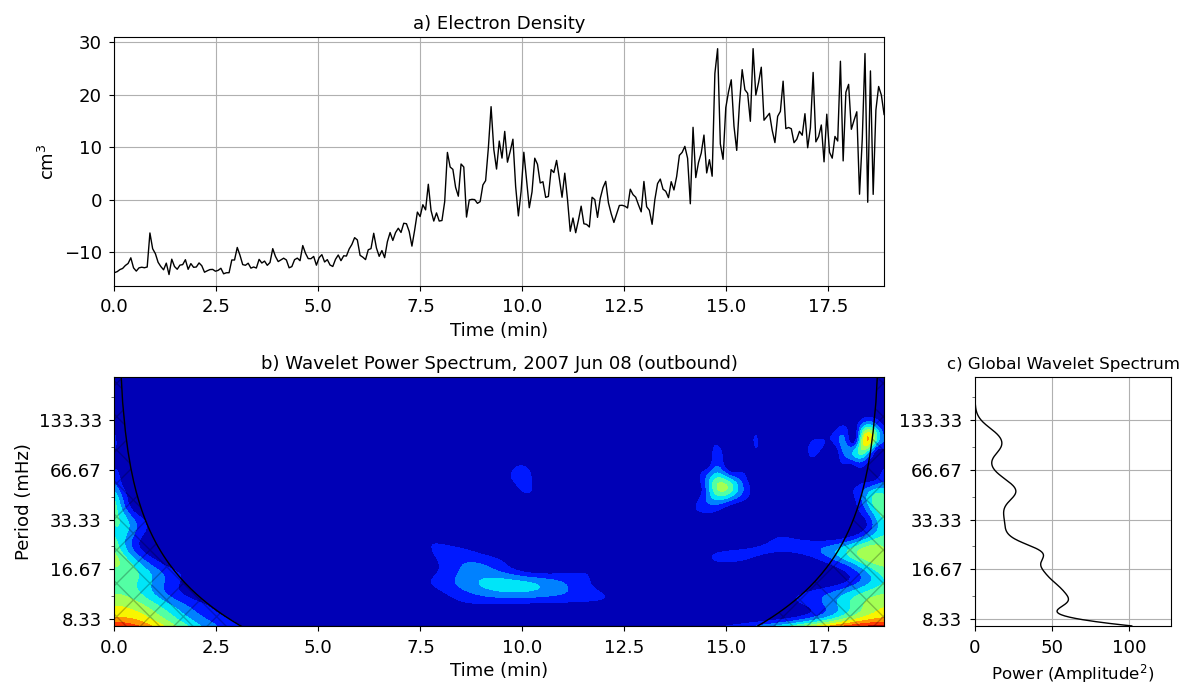 a) Electron Density
30
20
10
0
−10
cm³
0.0 2.5 5.0 7.5 10.0 12.5 15.0 17.5
Time (min)
b) Wavelet Power Spectrum, 2007 Jun 08 (outbound)
133.33
66.67
33.33
16.67
8.33
Period (mHz)
0.0 2.5 5.0 7.5 10.0 12.5 15.0 17.5
Time (min)
c) Global Wavelet Spectrum
133.33
66.67
33.33
16.67
8.33
0 50 100
Power (Amplitude²)